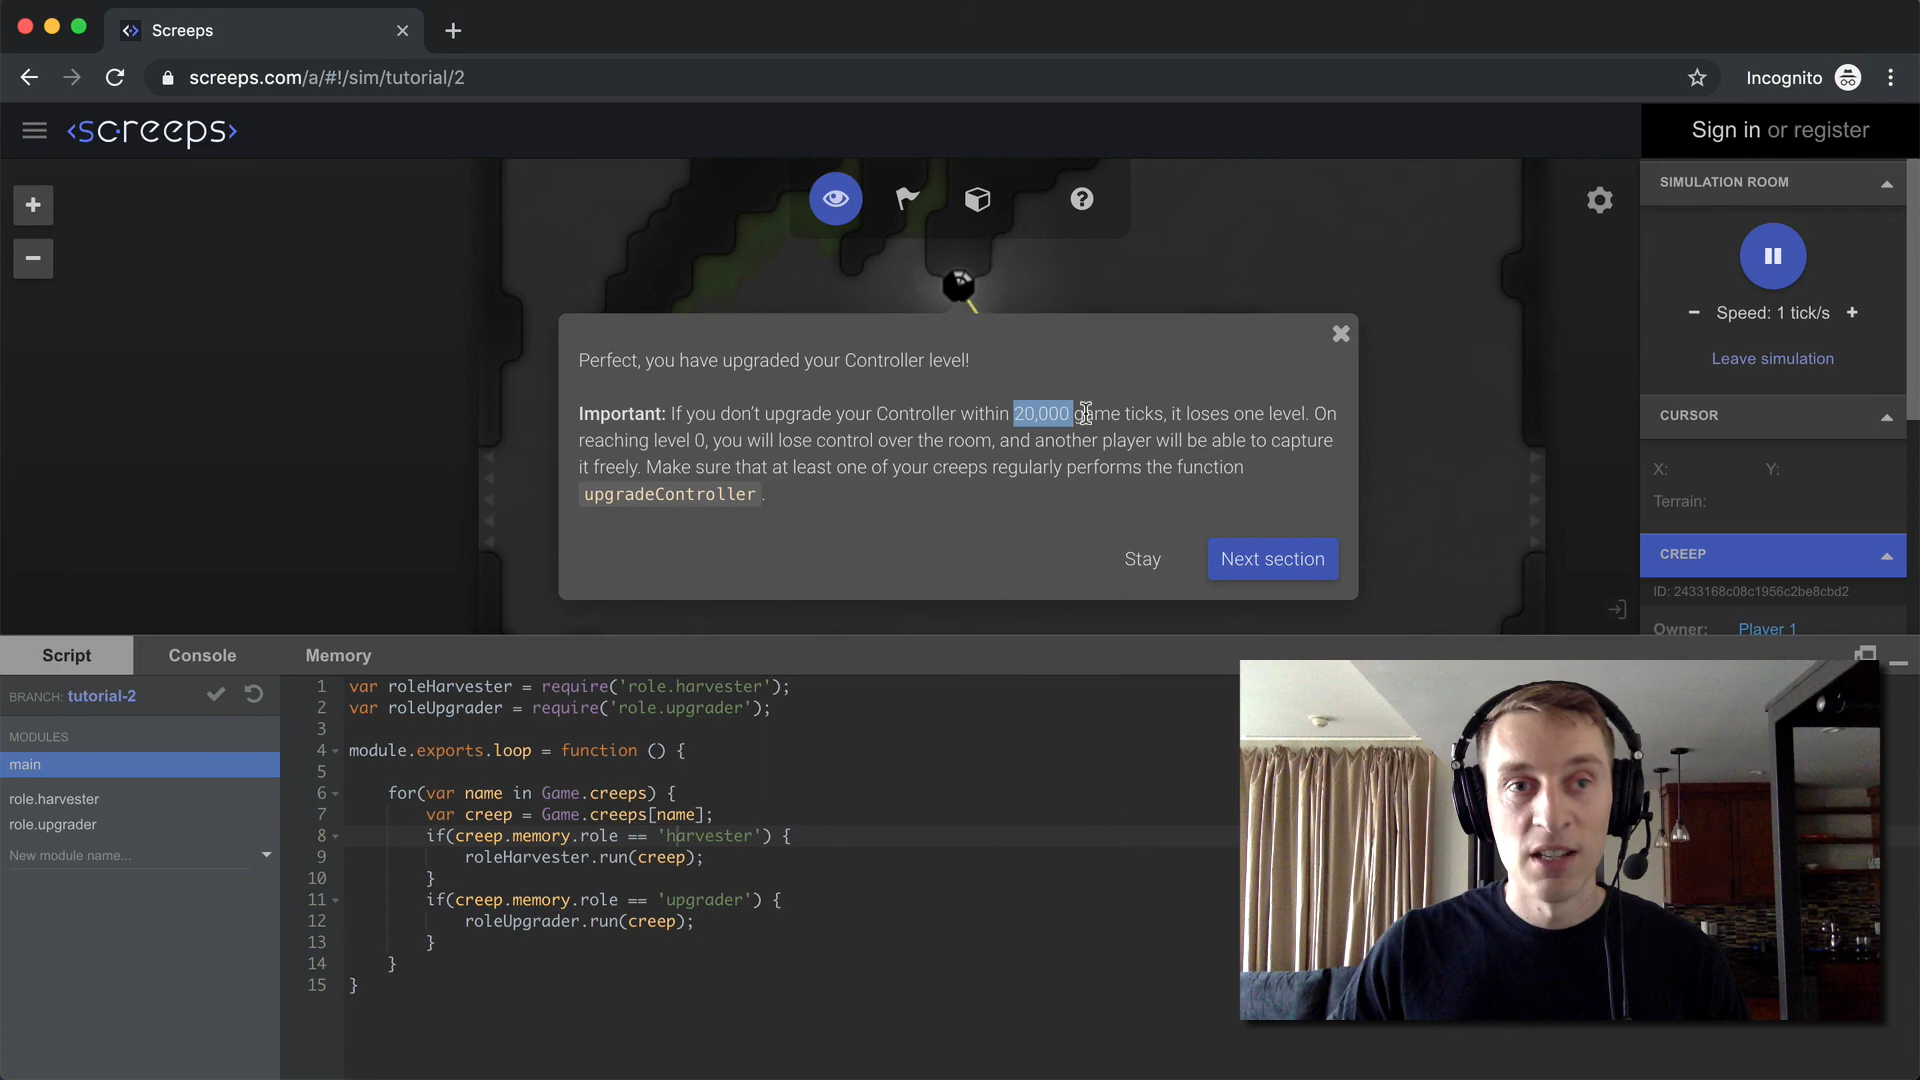 Screeps
screeps.com/a/#!/sim/tutorial/2
Incognito
<screeps>
Sign in or register
SIMULATION ROOM
Speed: 1 tick/s
Leave simulation
CURSOR
X: Y:
Terrain:
CREEP
ID: 2433168c08c1956c2be8cbd2
Owner: Player 1
Perfect, you have upgraded your Controller level!
Important: If you don't upgrade your Controller within 20,000 game ticks, it loses one level. On
reaching level 0, you will lose control over the room, and another player will be able to capture
it freely. Make sure that at least one of your creeps regularly performs the function
upgradeController .
Stay
Next section
Script Console Memory
BRANCH: tutorial-2
MODULES
main
role.harvester
role.upgrader
New module name...
1 var roleHarvester = require('role.harvester');
2 var roleUpgrader = require('role.upgrader');
3
4 module.exports.loop = function () {
5
6 for(var name in Game.creeps) {
7 var creep = Game.creeps[name];
8 if(creep.memory.role == 'harvester') {
9 roleHarvester.run(creep);
10 }
11 if(creep.memory.role == 'upgrader') {
12 roleUpgrader.run(creep);
13 }
14 }
15 }